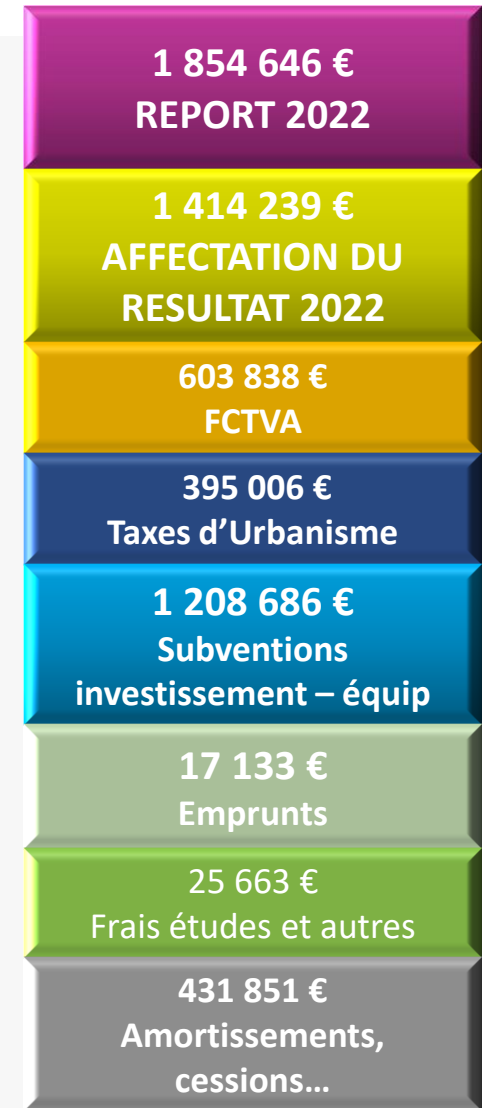 1 854 646 €
REPORT 2022
1 414 239 €
AFFECTATION DU
RESULTAT 2022
603 838 €
FCTVA
395 006 €
Taxes d’Urbanisme
1 208 686 €
Subventions
investissement – équip
17 133 €
Emprunts
25 663 €
Frais études et autres
431 851 €
Amortissements,
cessions…